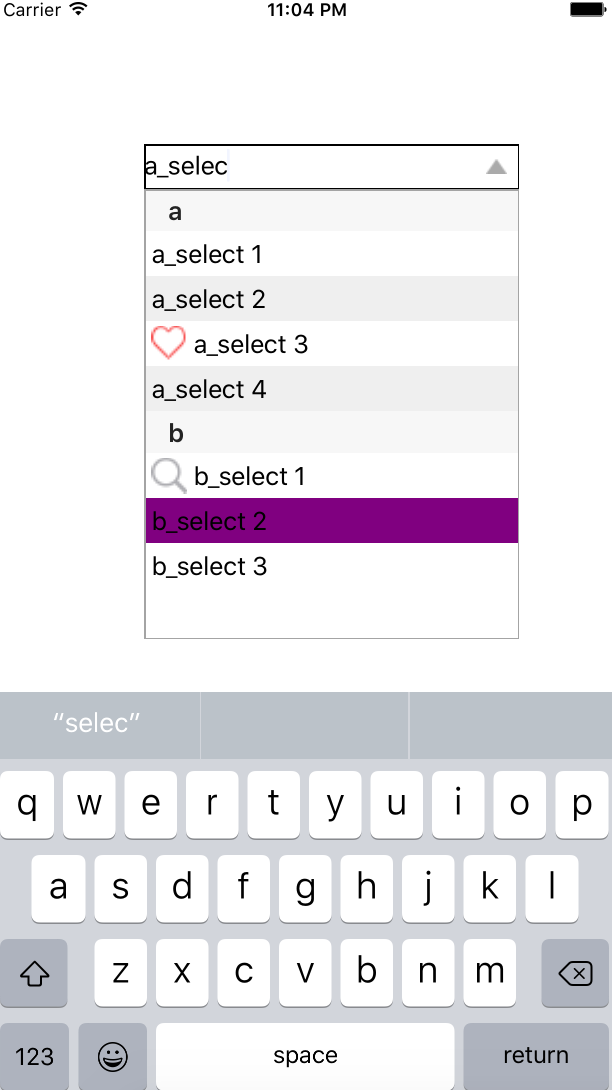 Carrier 11:04 PM
a_selec
a
a_select 1
a_select 2
a_select 3
a_select 4
b
b_select 1
b_select 2
b_select 3
“selec”
q w e r t y u i o p
a s d f g h j k l
z x c v b n m
123 space return